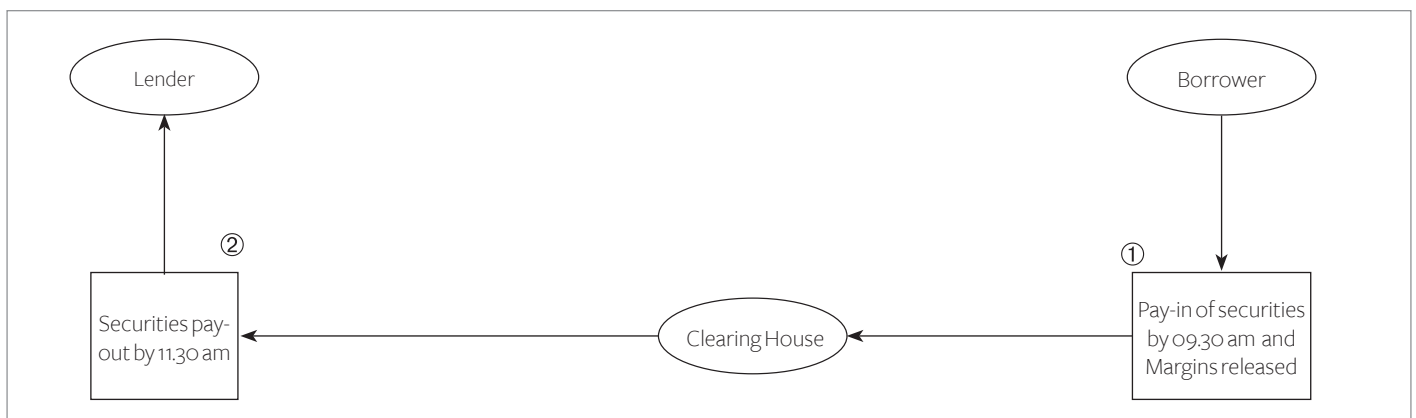 Lender
Borrower
②
①
Securities pay-
out by 11.30 am
Clearing House
Pay-in of securities
by 09.30 am and
Margins released